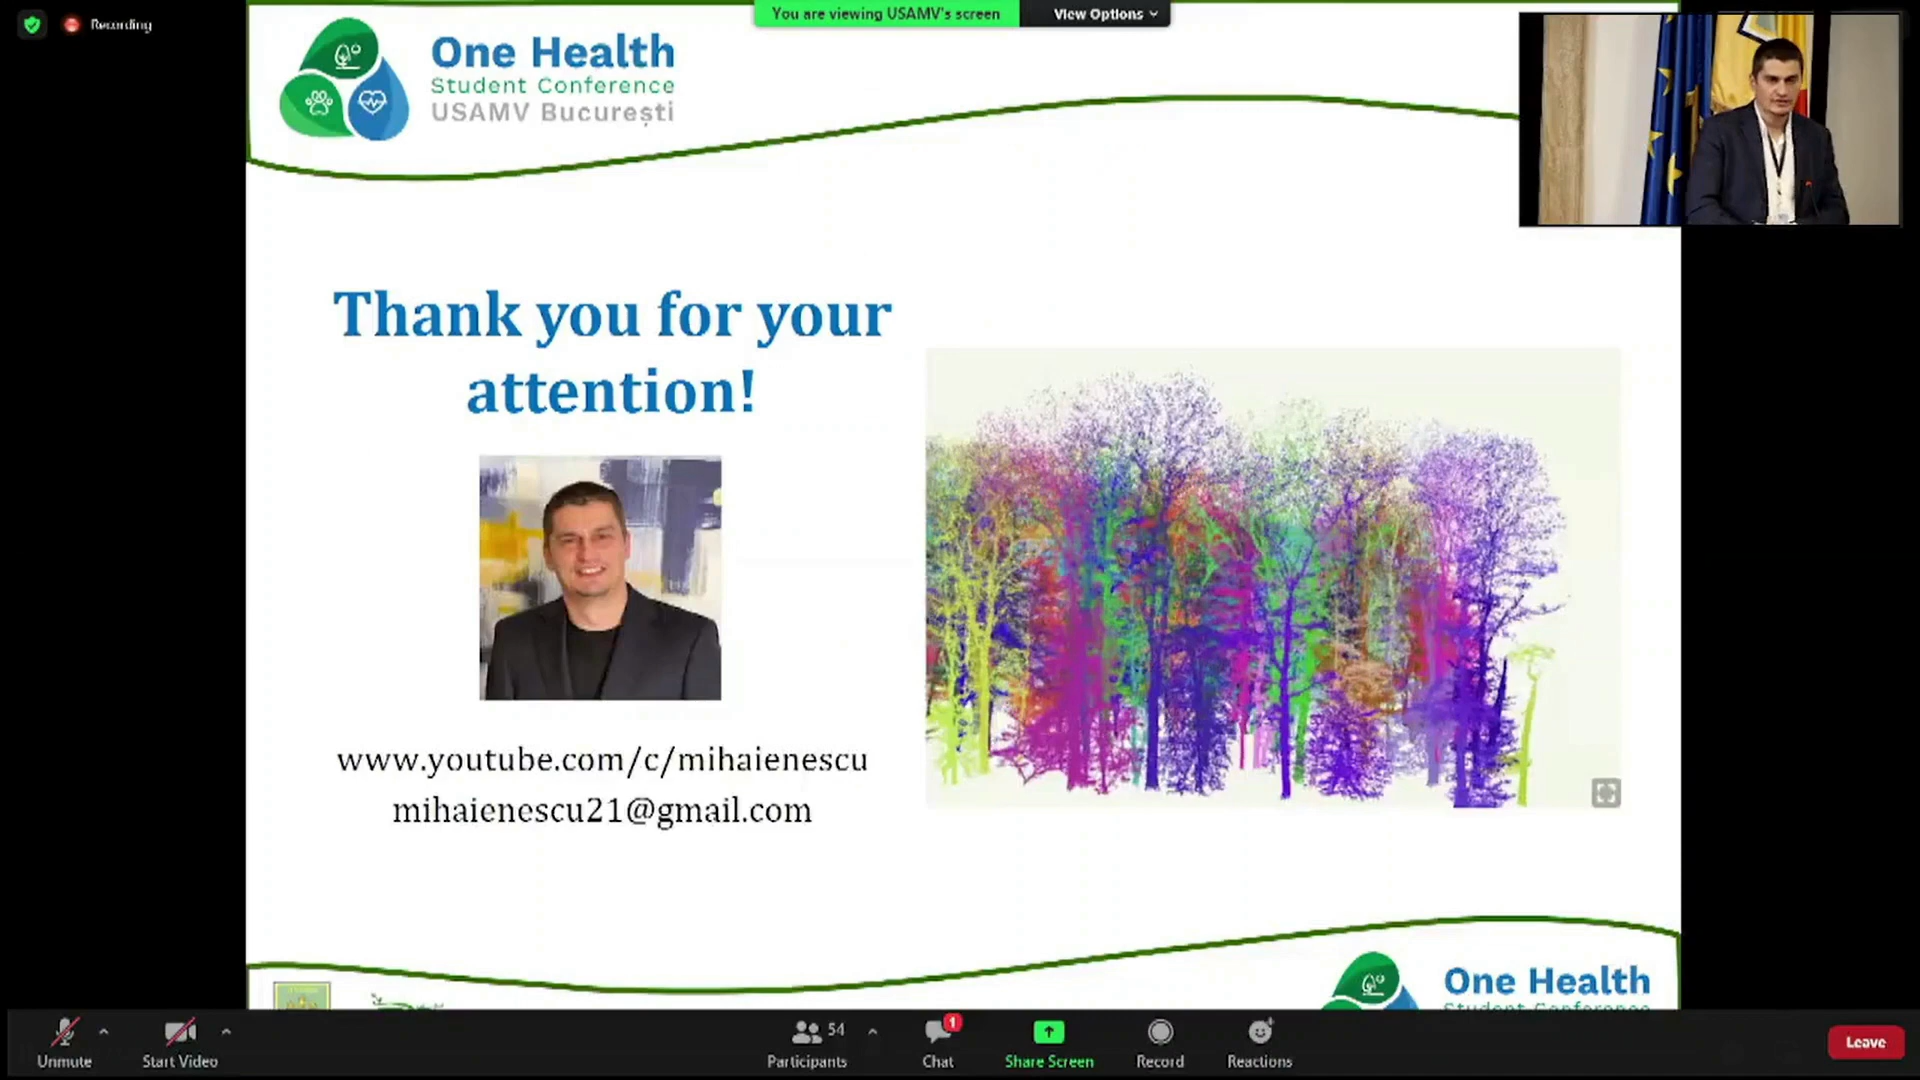 Recording
You are viewing USAMV's screen
View Options
One Health
Student Conference
USAMV București
Thank you for your
attention!
www.youtube.com/c/mihaienescu
mihaienescu21@gmail.com
One Health
Student Conference
Unmute
Start Video
54
Participants
1
Chat
Share Screen
Record
Reactions
Leave